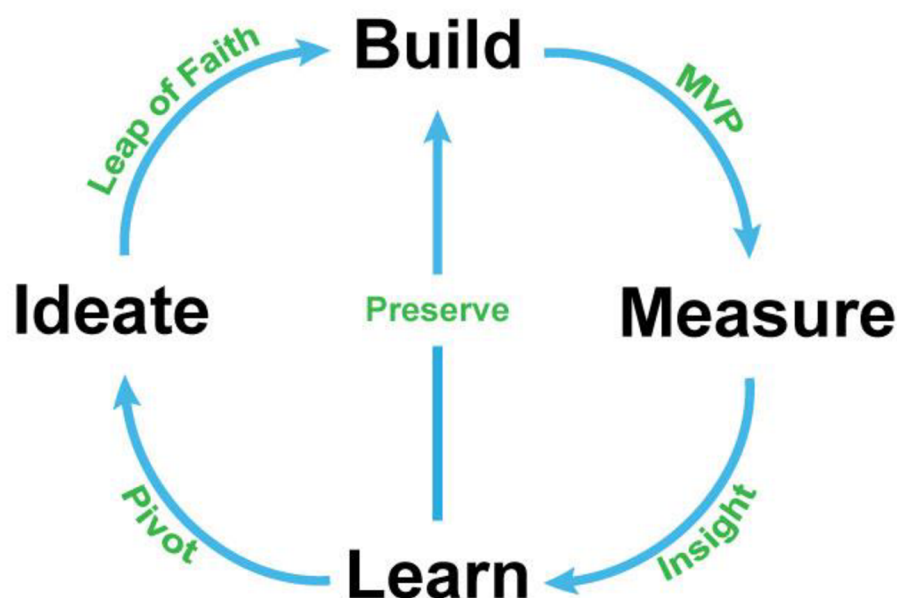 Build
Leap of Faith
MVP
Ideate
Preserve
Measure
Pivot
Insight
Learn